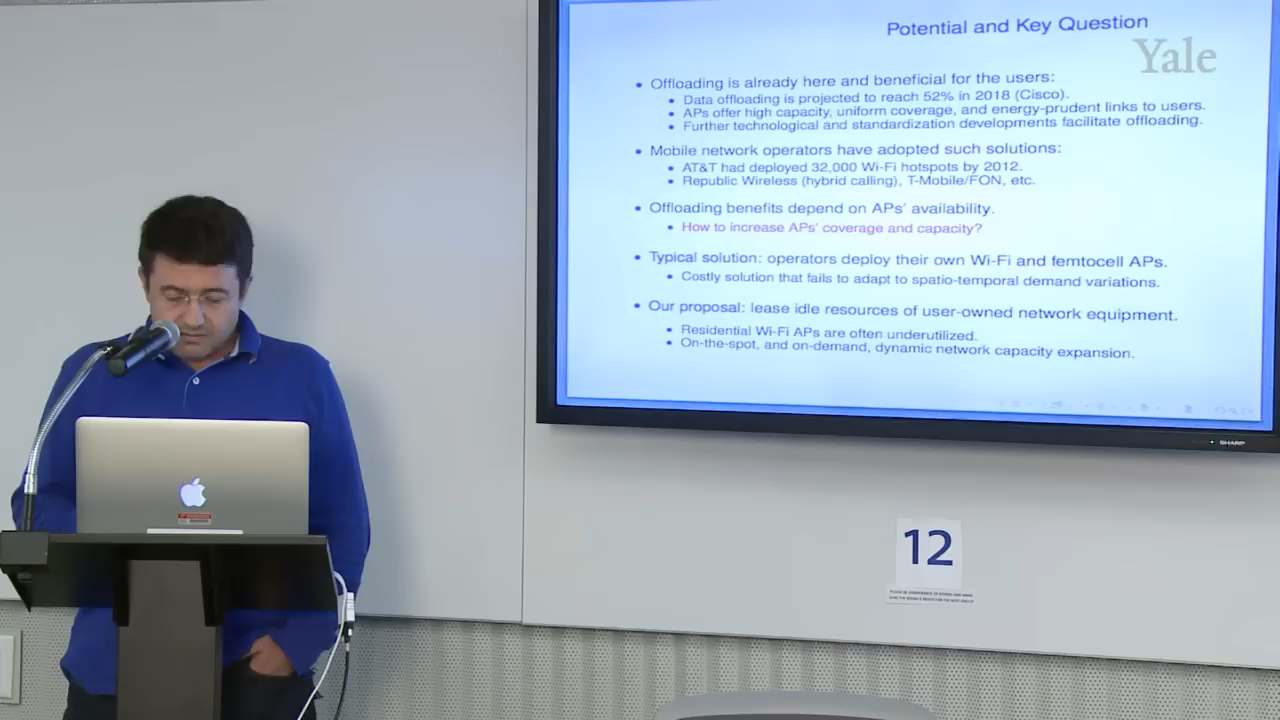 Potential and Key Question
Yale
• Offloading is already here and beneficial for the users:
• Data offloading is projected to reach 52% in 2018 (Cisco).
• APs offer high capacity, uniform coverage, and energy-prudent links to users.
• Further technological and standardization developments facilitate offloading.
• Mobile network operators have adopted such solutions:
• AT&T had deployed 32,000 Wi-Fi hotspots by 2012.
• Republic Wireless (hybrid calling), T-Mobile/FON, etc.
• Offloading benefits depend on APs' availability.
• How to increase APs' coverage and capacity?
• Typical solution: operators deploy their own Wi-Fi and femtocell APs.
• Costly solution that fails to adapt to spatio-temporal demand variations.
• Our proposal: lease idle resources of user-owned network equipment.
• Residential Wi-Fi APs are often underutilized.
• On-the-spot, and on-demand, dynamic network capacity expansion.
SHARP
12